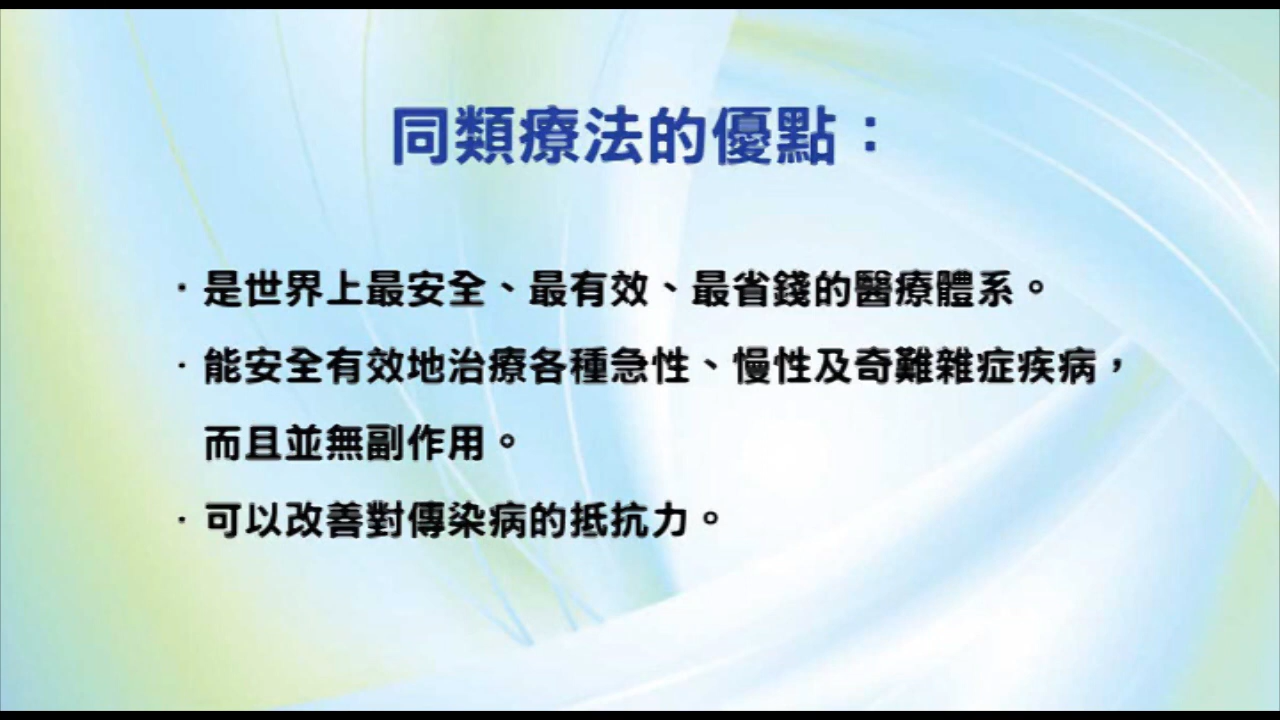 同類療法的優點：
· 是世界上最安全、最有效、最省錢的醫療體系。
· 能安全有效地治療各種急性、慢性及奇難雜症疾病，
而且並無副作用。
· 可以改善對傳染病的抵抗力。